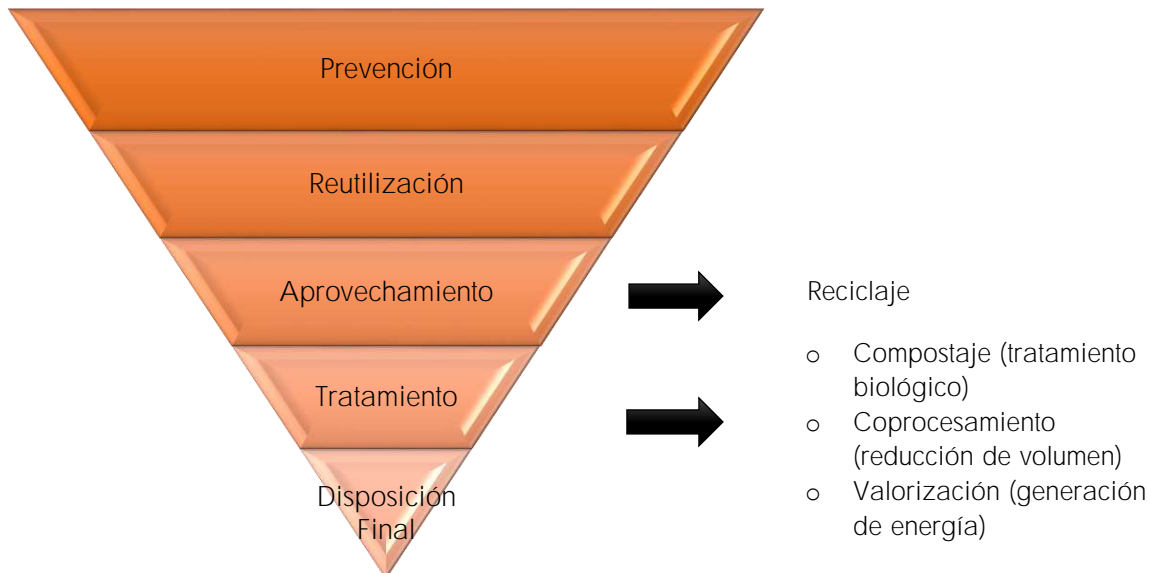 Prevención
Reutilización
Aprovechamiento
Reciclaje
Tratamiento
o Compostaje (tratamiento
biológico)
o Coprocesamiento
(reducción de volumen)
o Valorización (generación
de energía)
Disposición
Final